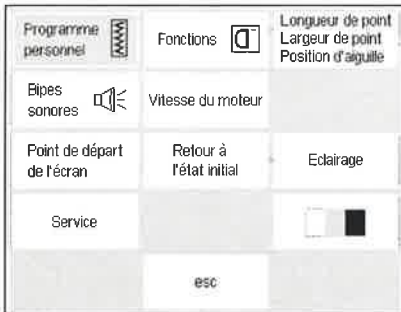 Programme
personnel
Fonctions
Longueur de point
Largeur de point
Position d'aiguille
Bipes
sonores
Vitesse du moteur
Point de départ
de l'écran
Retour à
l'état initial
Eclairage
Service
esc